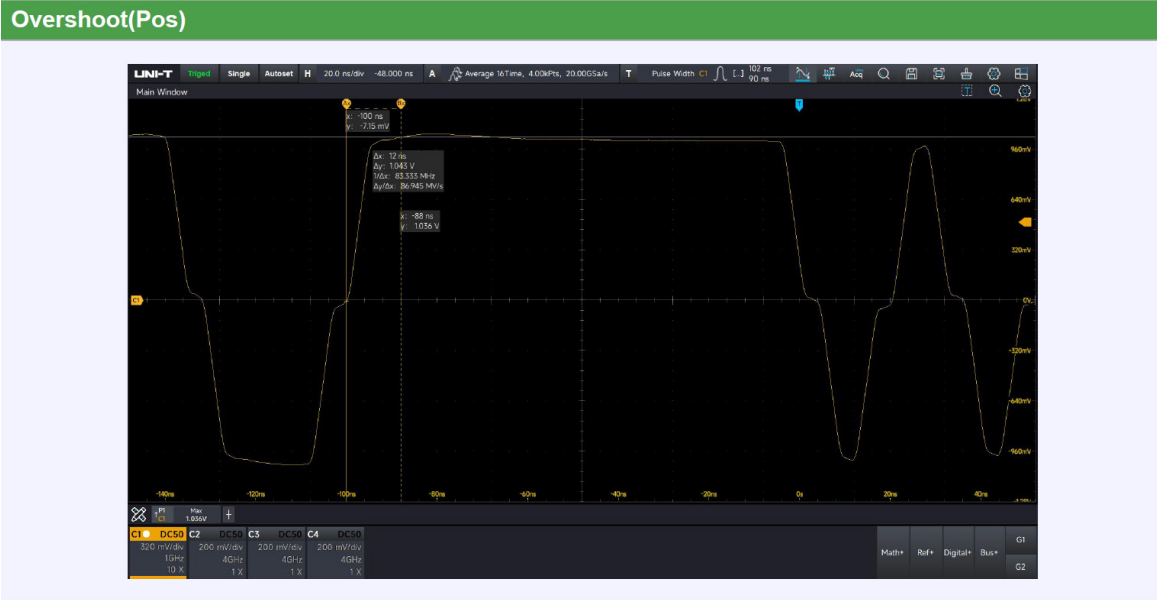 Overshoot(Pos)
UNI-T Triged Single Autoset H 20.0 ns/div -48.000 ns A Average 16Time, 4.00kPts, 20.00GSa/s T Pulse Width C1 [..] 102 ns 90 ns Acq
Main Window
Ax Bx T
x: -100 ns
y: -7.15 mV
960mV
Δx: 12 ns
Δy: 1.043 V
1/Δx: 83.333 MHz
Δy/Δx: 86.945 MV/s
640mV
x: -88 ns
y: 1.036 V
320mV
C1 0V
-320mV
-640mV
-960mV
-140ns -120ns -100ns -80ns -60ns -40ns -20ns 0s 20ns 40ns
P1 Max
C1 1.036V
C1 DC50 C2 DC50 C3 DC50 C4 DC50
320 mV/div 200 mV/div 200 mV/div 200 mV/div
1GHz 4GHz 4GHz 4GHz
10 X 1 X 1 X 1 X
Math+ Ref+ Digital+ Bus+ G1
G2